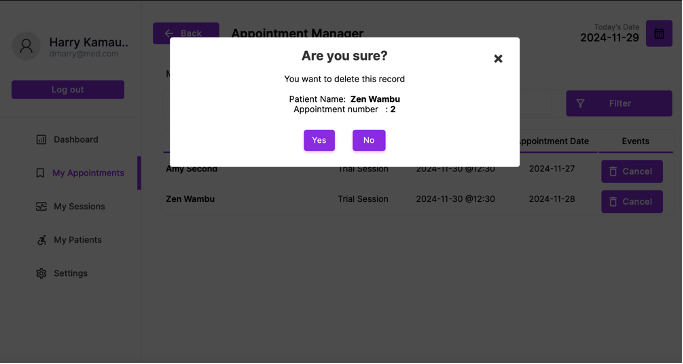 Harry Kamau..
drharry@med.com
Log out
Dashboard
My Appointments
My Sessions
My Patients
Settings
Back
Appointment Manager
Today's Date
2024-11-29
Are you sure?
You want to delete this record
Patient Name: Zen Wambu
Appointment number : 2
Yes
No
Filter
ppointment Date
Events
Amy Second
Trial Session
2024-11-30 @12:30
2024-11-27
Cancel
Zen Wambu
Trial Session
2024-11-30 @12:30
2024-11-28
Cancel